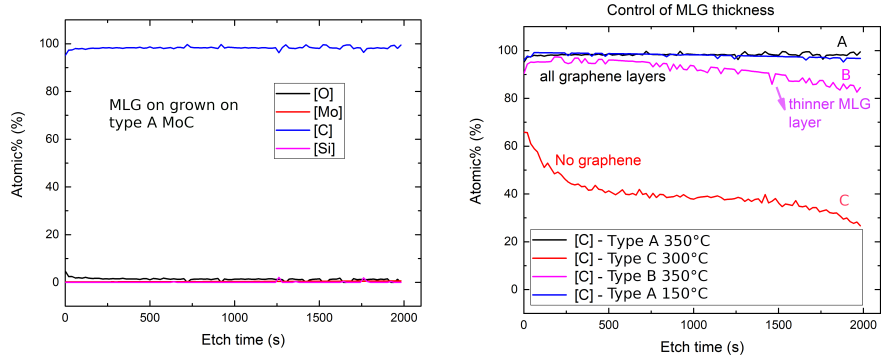 MLG on grown on
type A MoC
[O]
[Mo]
[C]
[Si]
Atomic% (%)
100
80
60
40
20
0
0
500
1000
1500
2000
Etch time (s)
Control of MLG thickness
A
all graphene layers
B
thinner MLG
layer
No graphene
C
[C] - Type A 350°C
[C] - Type C 300°C
[C] - Type B 350°C
[C] - Type A 150°C
Atomic% (%)
100
80
60
40
20
0
0
500
1000
1500
2000
Etch time (s)